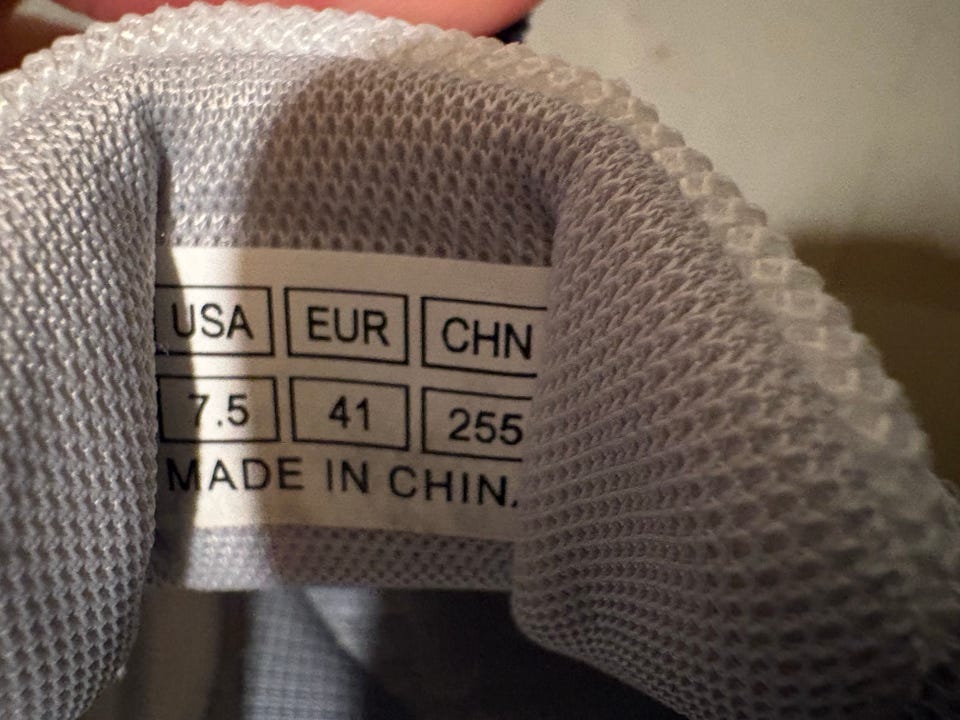 USA EUR CHN
7.5 41 255
MADE IN CHIN.